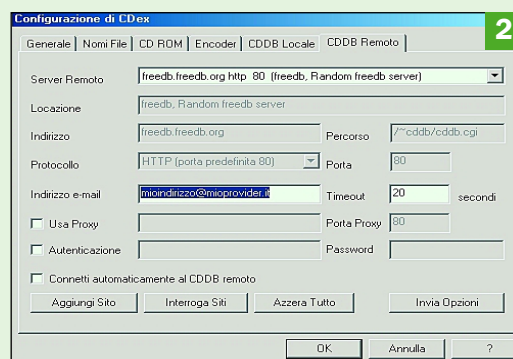 Configurazione di CDex
2
Generale Nomi File CD ROM Encoder CDDB Locale CDDB Remoto
Server Remoto freedb.freedb.org http 80 (freedb, Random freedb server)
Locazione freedb, Random freedb server
Indirizzo freedb.freedb.org Percorso /~cddb/cddb.cgi
Protocollo HTTP (porta predefinita 80) Porta 80
Indirizzo e-mail mioindirizzo@mioprovider.it Timeout 20 secondi
Usa Proxy Porta Proxy 80
Autenticazione Password
Connetti automaticamente al CDDB remoto
Aggiungi Sito Interroga Siti Azzera Tutto Invia Opzioni
OK Annulla ?